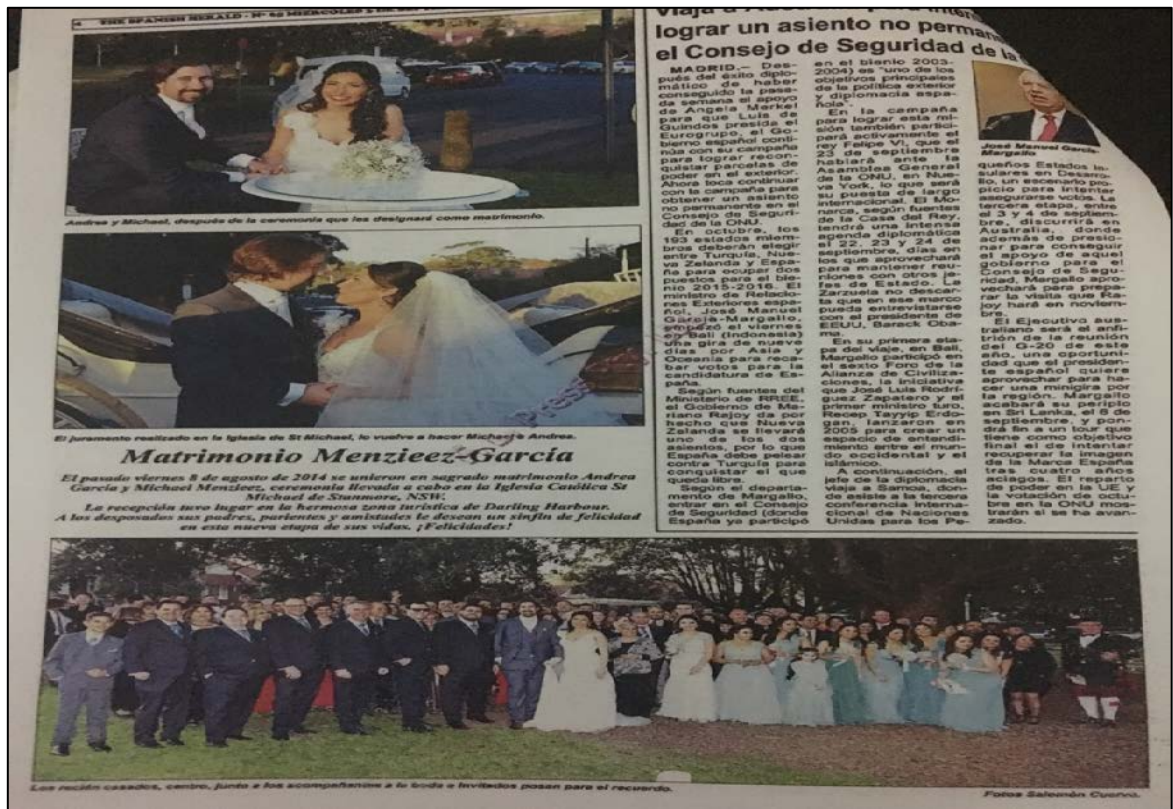 4 THE SPANISH HERALD - Nº 62 MIERCOLES 3 DE
Andrea y Michael, después de la ceremonia que les designará come matrimonio.
El juramento realizado en la Iglesia de St Michael, lo vuelve a hacer Michael a Andrea.
Matrimonio Menzieez-García
El pasado viernes 8 de agosto de 2014 se unieron en sagrado matrimonio Andrea
García y Michael Menzieez, ceremonia llevada a cabo en la Iglesia Católica St
Michael de Stanmore, NSW.
La recepción tuvo lugar en la hermosa zona turística de Darling Harbour.
A los desposados sus padres, parientes y amistades le desean un sinfín de felicidad
en esta nueva etapa de sus vidas. ¡Felicidades!
Los recién casados, centro, junto a los acompañantes a la boda e invitados posan para el recuerdo.
Fotos Salomón Cuervo.
lograr un asiento no
el Consejo de Seguridad de la
MADRID.- Des-
pués del éxito diplo-
mático de haber
conseguido la pasa-
da semana el apoyo
de Angela Merkel
para que Luis de
Guindos presida el
Eurogrupo, el Go-
bierno español conti-
núa con su campaña
para lograr recon-
quistar parcelas de
poder en el exterior.
Ahora toca continuar
con la campaña para
obtener un asiento
no permanente en el
Consejo de Seguri-
dad de la ONU.
En octubre, los
193 estados miem-
bros deberán elegir
entre Turquía, Nue-
va Zelanda y Espa-
ña para ocupar dos
puestos para el bie-
nio 2015-2016. El
ministro de Relacio-
nes Exteriores espa-
ñol, José Manuel
García-Margallo,
empezó el viernes
en Bali (Indonesia)
una gira de nueve
días por Asia y
Oceanía para reca-
bar votos para la
candidatura de Es-
paña.
Según fuentes del
Ministerio de RREE,
el Gobierno de Ma-
riano Rajoy da por
hecho que Nueva
Zelanda se llevará
uno de los dos
asientos, por lo que
España debe pelear
contra Turquía para
conquistar el que
queda libre.
Según el departa-
mento de Margallo,
entrar en el Consejo
de Seguridad (donde
España ya participó
en el bienio 2003-
2004) es "uno de los
objetivos principales
de la política exterior
y diplomacia espa-
ñola".
En la campaña
para lograr esta mi-
sión también partici-
pará activamente el
rey Felipe VI, que el
23 de septiembre
hablará ante la
Asamblea General
de la ONU, en Nue-
va York, lo que será
su puesta de largo
internacional. El Mo-
narca, según fuentes
de la Casa del Rey,
tendrá una intensa
agenda diplomática
el 22, 23 y 24 de
septiembre, días en
los que aprovechará
para mantener reu-
niones con otros je-
fes de Estado. La
Zarzuela no descar-
ta que en ese marco
pueda entrevistarse
con el presidente de
EEUU, Barack Oba-
ma.
En su primera eta-
pa del viaje, en Bali,
Margallo participó en
el sexto Foro de la
Alianza de Civiliza-
ciones, la iniciativa
que José Luis Rodrí-
guez Zapatero y el
primer ministro turo,
Recep Tayyip Erdo-
gan, lanzaron en
2005 para crear un
espacio de entendi-
miento entre el mun-
do occidental y el
islámico.
A continuación, el
jefe de la diplomacia
viaja a Samoa, don-
de asiste a la tercera
conferencia Interna-
cional de Naciones
Unidas para los Pe-
José Manuel García-
Margallo
queños Estados In-
sulares en Desarro-
llo, un escenario pro-
picio para intentar
asegurarse votos. La
tercera etapa, entre
el 3 y 4 de septiem-
bre, discurrirá en
Australia, donde
además de presio-
nar para conseguir
el apoyo de aquel
gobierno para el
Consejo de Segu-
ridad, Margallo apro-
vechará para prepa-
rar la visita que Ra-
joy hará en noviem-
bre.
El Ejecutivo aus-
traliano será el anfi-
trión de la reunión
del G-20 de este
año, una oportuni-
dad que el presiden-
te español quiere
aprovechar para ha-
cer una minigira por
la región. Margallo
acabará su periplo
en Sri Lanka, el 6 de
septiembre, y pon-
drá fin a un tour que
tiene como objetivo
final el de intentar
recuperar la imagen
de la Marca España
tras cuatro años
aciagos. El reparto
de poder en la UE y
la votación de octu-
bre en la ONU mos-
trarán si se ha avan-
zado.
Press